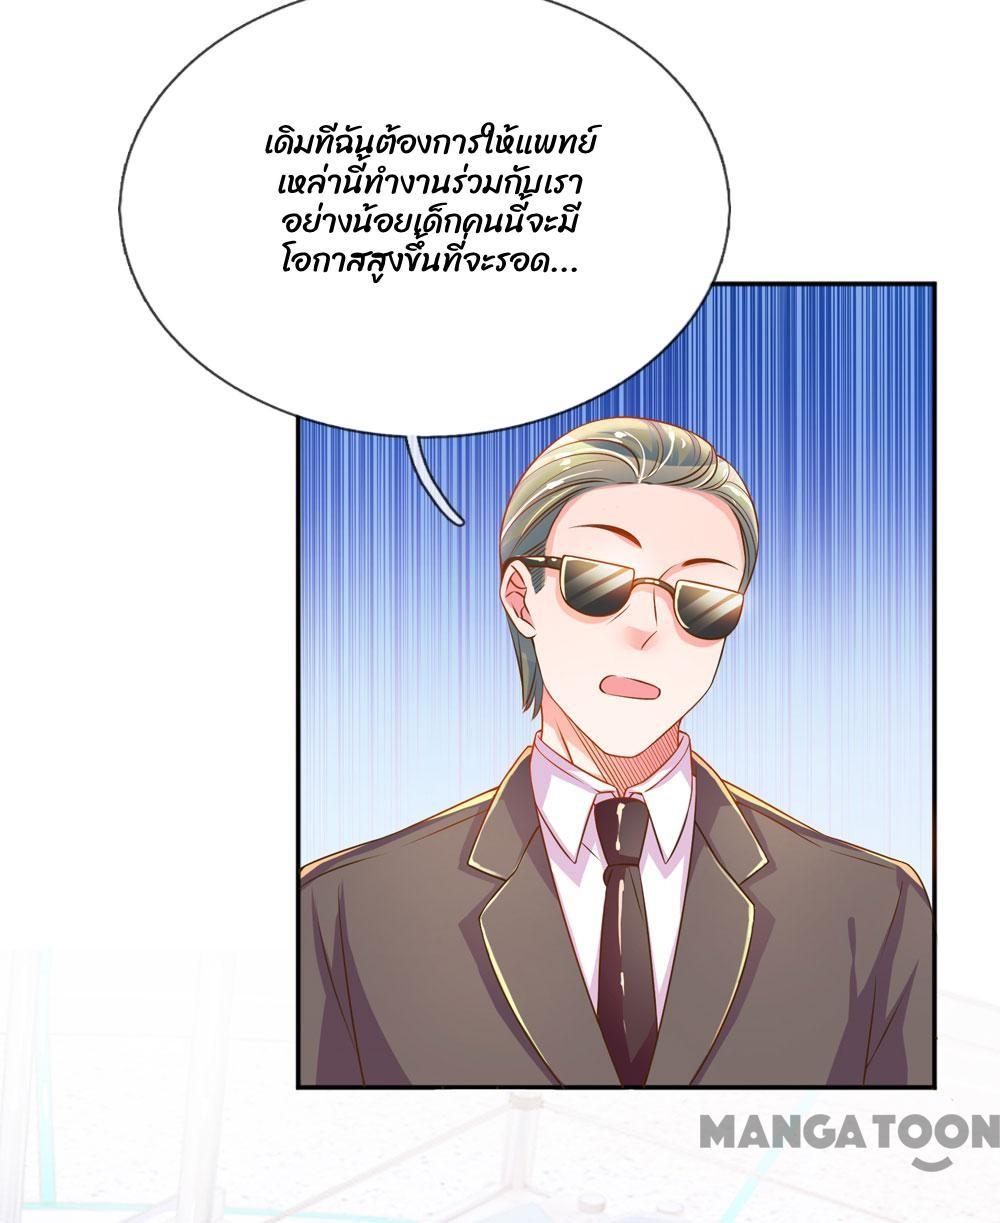 เดิมทีฉันต้องการให้แพทย์
เหล่านี้ทำงานร่วมกับเรา
อย่างน้อยเด็กคนนี้จะมี
โอกาสสูงขึ้นที่จะรอด...
MANGATOON